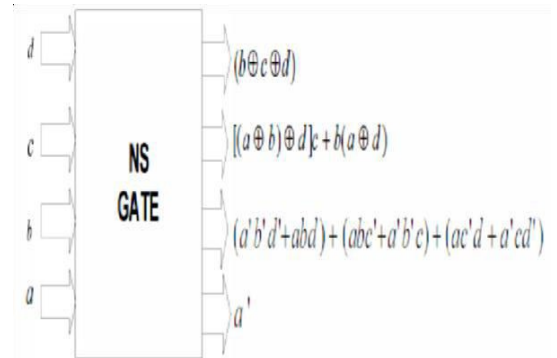 d
(b⊕c⊕d)
c
[(a⊕b)⊕d]c+b(a⊕d)
NS
GATE
b
(a'b'd'+abd)+(abc'+a'b'c)+(ac'd+a'cd')
a
a'